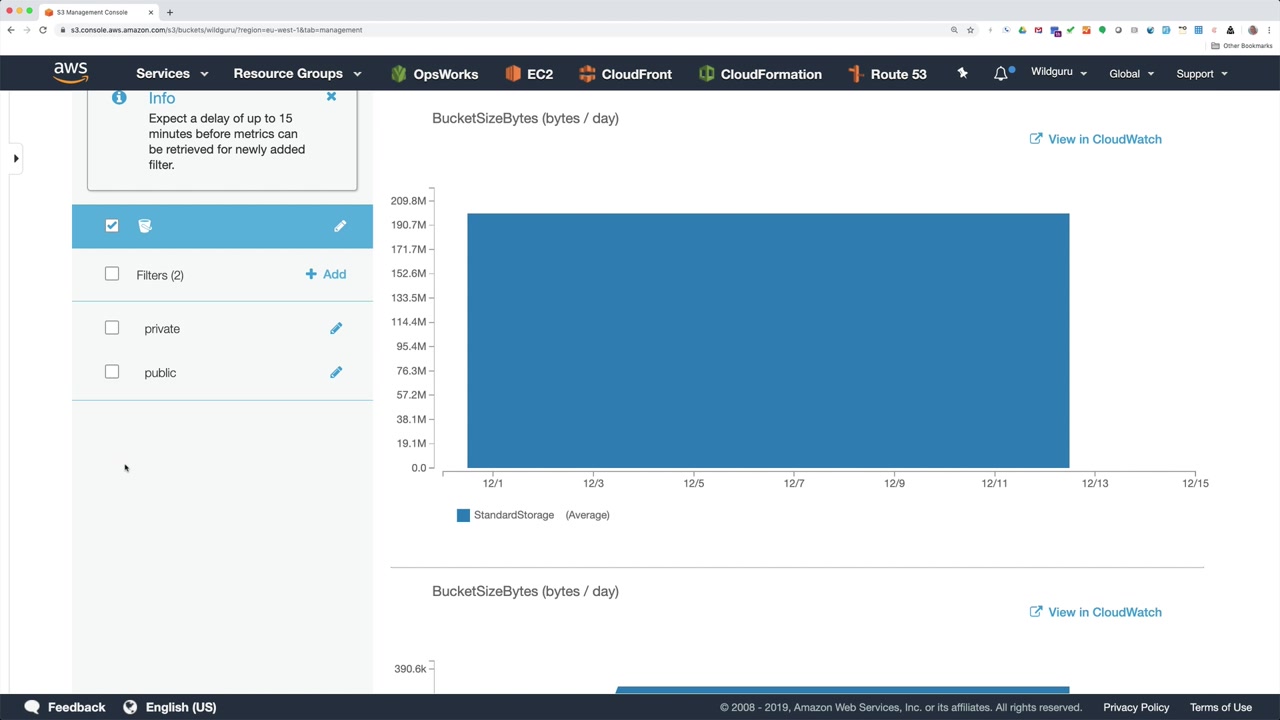 S3 Management Console
s3.console.aws.amazon.com/s3/buckets/wildguru/?region=eu-west-1&tab=management
Other Bookmarks
aws
Services
Resource Groups
OpsWorks
EC2
CloudFront
CloudFormation
Route 53
Wildguru
Global
Support
Info
Expect a delay of up to 15
minutes before metrics can
be retrieved for newly added
filter.
Filters (2)
Add
private
public
BucketSizeBytes (bytes / day)
View in CloudWatch
209.8M
190.7M
171.7M
152.6M
133.5M
114.4M
95.4M
76.3M
57.2M
38.1M
19.1M
0.0
12/1 12/3 12/5 12/7 12/9 12/11 12/13 12/15
StandardStorage (Average)
BucketSizeBytes (bytes / day)
View in CloudWatch
390.6k
Feedback
English (US)
© 2008 - 2019, Amazon Web Services, Inc. or its affiliates. All rights reserved.
Privacy Policy
Terms of Use